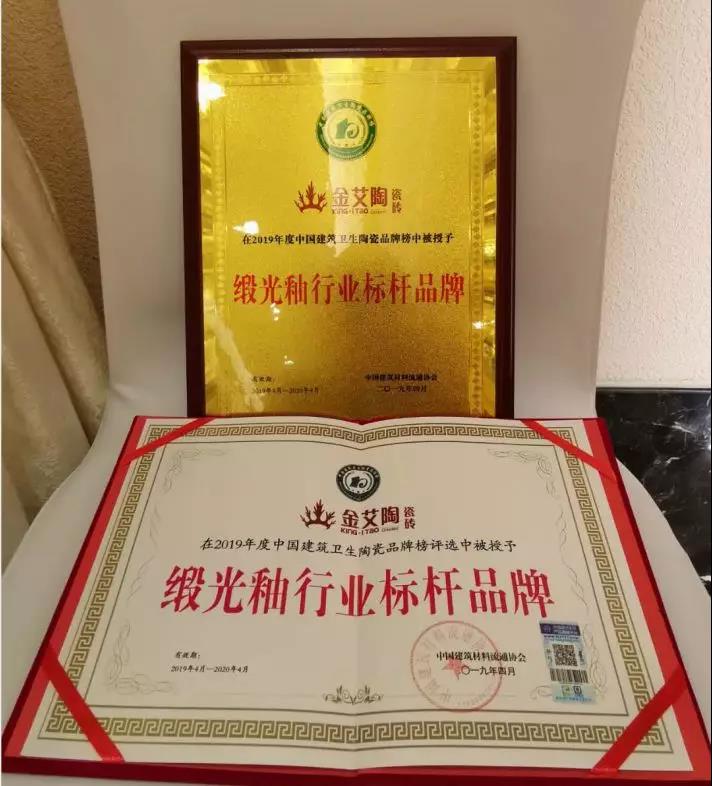 金艾陶 瓷砖
KING·ITAO
在2019年度中国建筑卫生陶瓷品牌榜中被授予
缎光釉行业标杆品牌
有效期：
2019年4月—2020年4月
中国建筑材料流通协会
二〇一九年四月
金艾陶 瓷砖
KING·ITAO
在2019年度中国建筑卫生陶瓷品牌榜评选中被授予
缎光釉行业标杆品牌
有效期：
2019年4月—2020年4月
中国建筑材料流通协会
二〇一九年四月